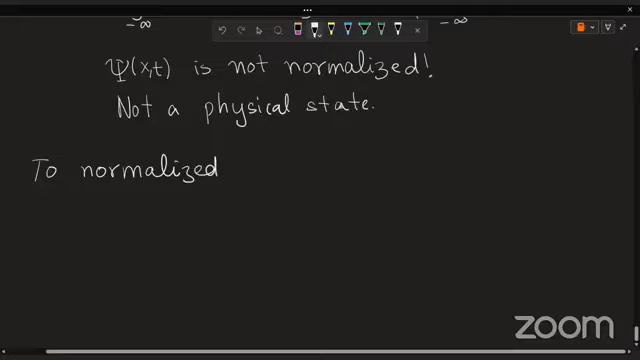 -∞ -∞
Ψ(x,t) is not normalized!
Not a physical state.
To normalized
zoom